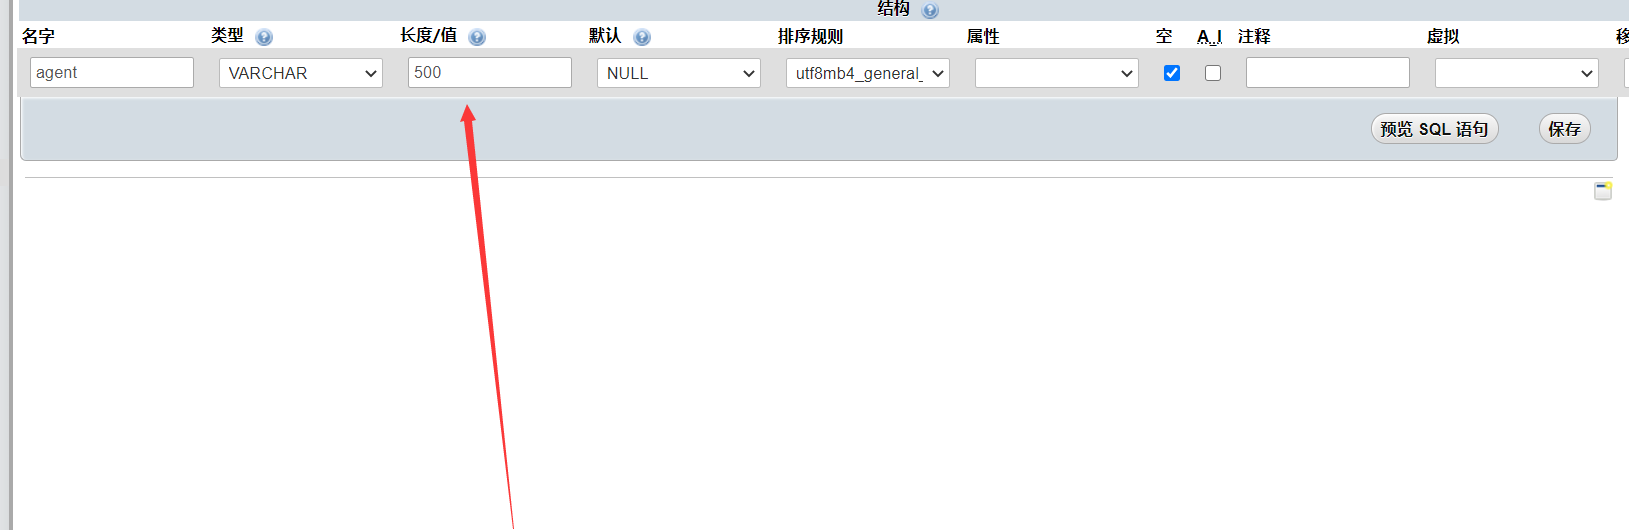 结构
名字 类型 长度/值 默认 排序规则 属性 空 A_I 注释 虚拟
agent VARCHAR 500 NULL utf8mb4_general_
预览 SQL 语句 保存